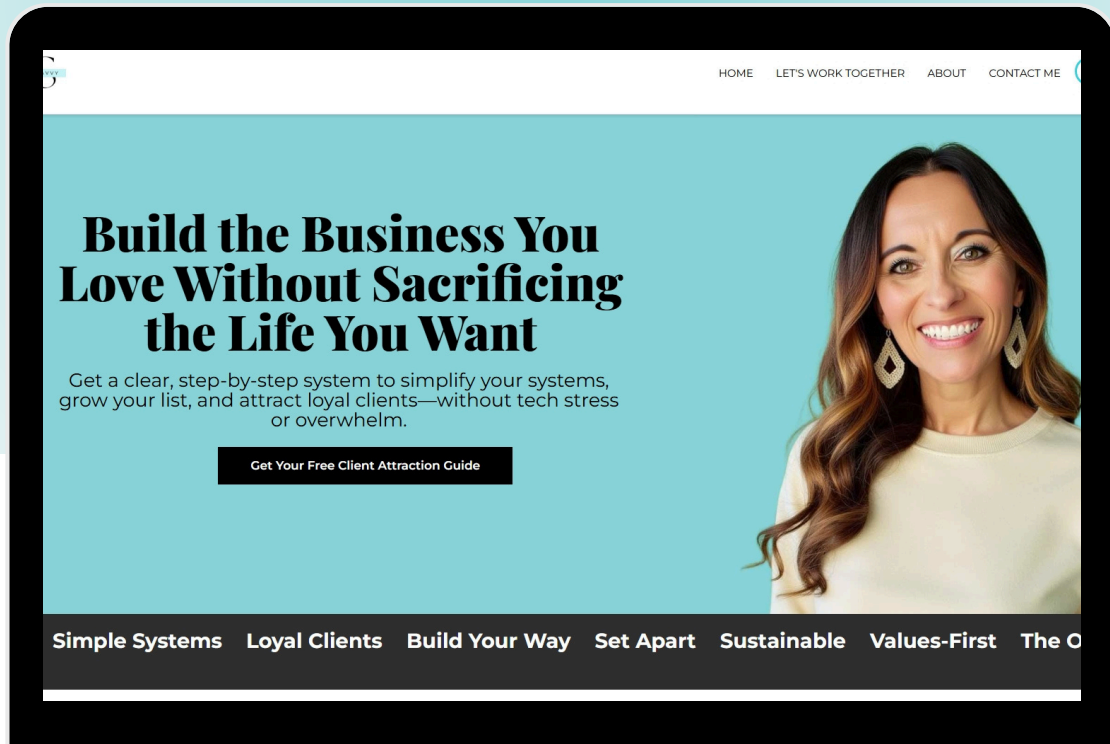 HOME LET'S WORK TOGETHER ABOUT CONTACT ME
Build the Business You
Love Without Sacrificing
the Life You Want
Get a clear, step-by-step system to simplify your systems,
grow your list, and attract loyal clients—without tech stress
or overwhelm.
Get Your Free Client Attraction Guide
Simple Systems Loyal Clients Build Your Way Set Apart Sustainable Values-First The